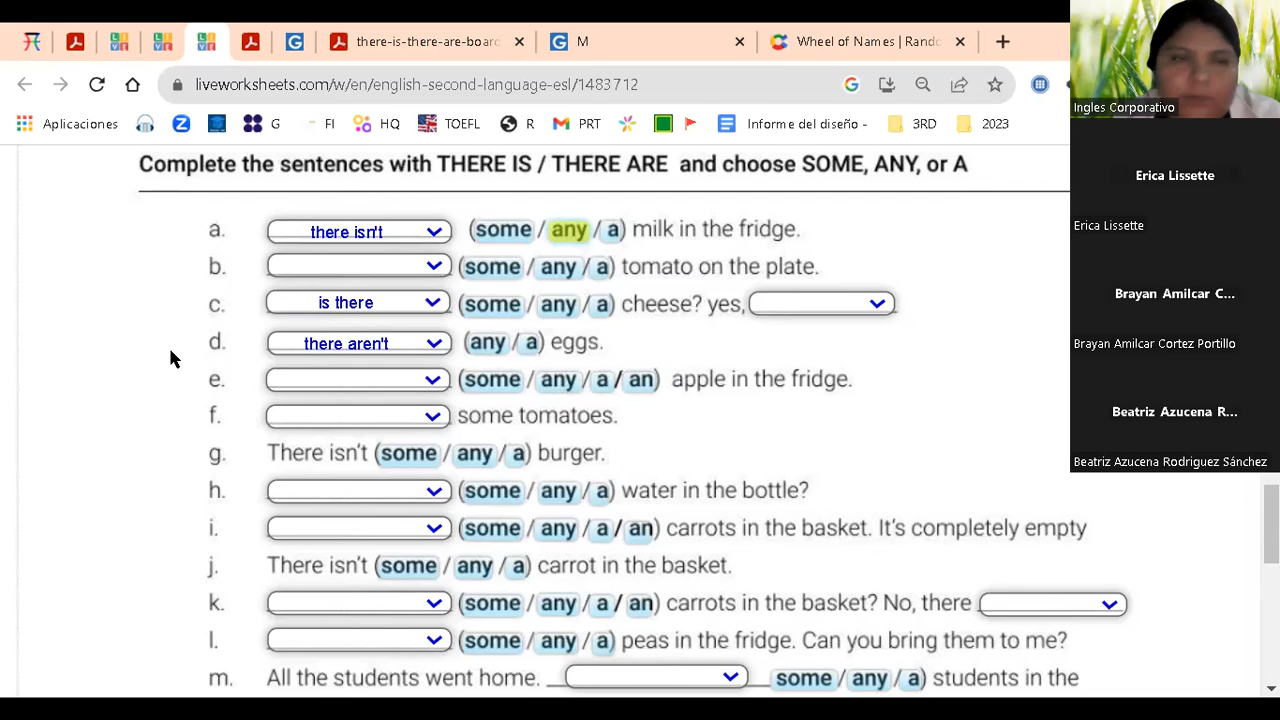 there-is-there-are-boar
M
Wheel of Names | Rando
liveworksheets.com/w/en/english-second-language-esl/1483712
Aplicaciones
G
FI
HQ
TOEFL
R
PRT
Informe del diseño -
3RD
2023
Ingles Corporativo
Erica Lissette
Erica Lissette
Brayan Amilcar C...
Brayan Amilcar Cortez Portillo
Beatriz Azucena R...
Beatriz Azucena Rodriguez Sánchez
Complete the sentences with THERE IS / THERE ARE and choose SOME, ANY, or A
a. there isn't (some / any / a) milk in the fridge.
b. (some / any / a) tomato on the plate.
c. is there (some / any / a) cheese? yes,
d. there aren't (any / a) eggs.
e. (some / any / a / an) apple in the fridge.
f. some tomatoes.
g. There isn't (some / any / a) burger.
h. (some / any / a) water in the bottle?
i. (some / any / a / an) carrots in the basket. It's completely empty
j. There isn't (some / any / a) carrot in the basket.
k. (some / any / a / an) carrots in the basket? No, there
l. (some / any / a) peas in the fridge. Can you bring them to me?
m. All the students went home. some / any / a) students in the